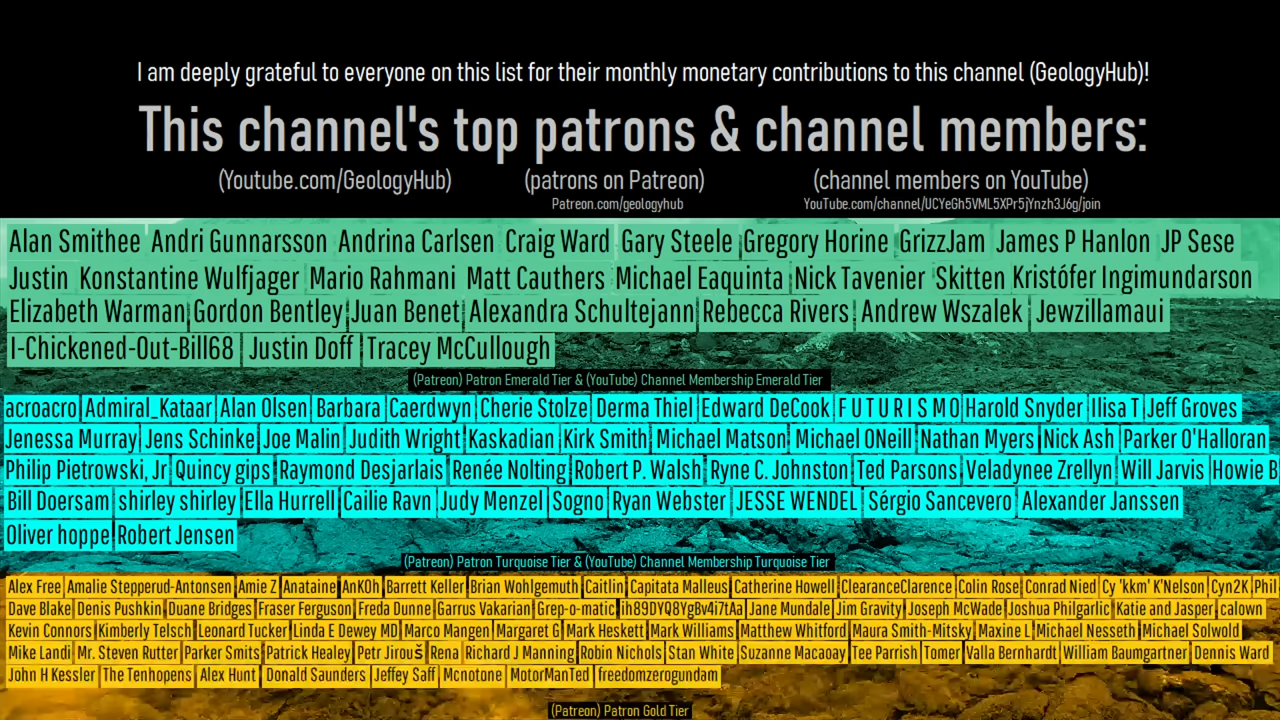 I am deeply grateful to everyone on this list for their monthly monetary contributions to this channel (GeologyHub)!
This channel's top patrons & channel members:
(Youtube.com/GeologyHub) (patrons on Patreon) (channel members on YouTube)
Patreon.com/geologyhub YouTube.com/channel/UCYeGh5VML5XPr5jYnzh3J6g/join
Alan Smithee Andri Gunnarsson Andrina Carlsen Craig Ward Gary Steele Gregory Horine GrizzJam James P Hanlon JP Sese
Justin Konstantine Wulfjager Mario Rahmani Matt Cauthers Michael Eaquinta Nick Tavenier Skitten Kristófer Ingimundarson
Elizabeth Warman Gordon Bentley Juan Benet Alexandra Schultejann Rebecca Rivers Andrew Wszalek Jewzillamaui
I-Chickened-Out-Bill68 Justin Doff Tracey McCullough
(Patreon) Patron Emerald Tier & (YouTube) Channel Membership Emerald Tier
acroacro Admiral_Kataar Alan Olsen Barbara Caerdwyn Cherie Stolze Derma Thiel Edward DeCook F U T U R I S M O Harold Snyder Ilisa T Jeff Groves
Jenessa Murray Jens Schinke Joe Malin Judith Wright Kaskadian Kirk Smith Michael Matson Michael ONeill Nathan Myers Nick Ash Parker O'Halloran
Philip Pietrowski, Jr Quincy gips Raymond Desjarlais Renée Nolting Robert P. Walsh Ryne C. Johnston Ted Parsons Veladynee Zrellyn Will Jarvis Howie B
Bill Doersam shirley shirley Ella Hurrell Cailie Ravn Judy Menzel Sogno Ryan Webster JESSE WENDEL Sérgio Sancevero Alexander Janssen
Oliver hoppe Robert Jensen
(Patreon) Patron Turquoise Tier & (YouTube) Channel Membership Turquoise Tier
Alex Free Amalie Stepperud-Antonsen Amie Z Anataine AnKOh Barrett Keller Brian Wohlgemuth Caitlin Capitata Malleus Catherine Howell ClearanceClarence Colin Rose Conrad Nied Cy 'kkm' K'Nelson Cyn2K Phil
Dave Blake Denis Pushkin Duane Bridges Fraser Ferguson Freda Dunne Garrus Vakarian Grep-o-matic ih89DYQ8YgBv4i7tAa Jane Mundale Jim Gravity Joseph McWade Joshua Philgarlic Katie and Jasper calown
Kevin Connors Kimberly Telsch Leonard Tucker Linda E Dewey MD Marco Mangen Margaret G Mark Heskett Mark Williams Matthew Whitford Maura Smith-Mitsky Maxine L Michael Nesseth Michael Solwold
Mike Landi Mr. Steven Rutter Parker Smits Patrick Healey Petr Jirouš Rena Richard J Manning Robin Nichols Stan White Suzanne Macaoay Tee Parrish Tomer Valla Bernhardt William Baumgartner Dennis Ward
John H Kessler The Tenhopens Alex Hunt Donald Saunders Jeffey Saff Mcnotone MotorManTed freedomzerogundam
(Patreon) Patron Gold Tier